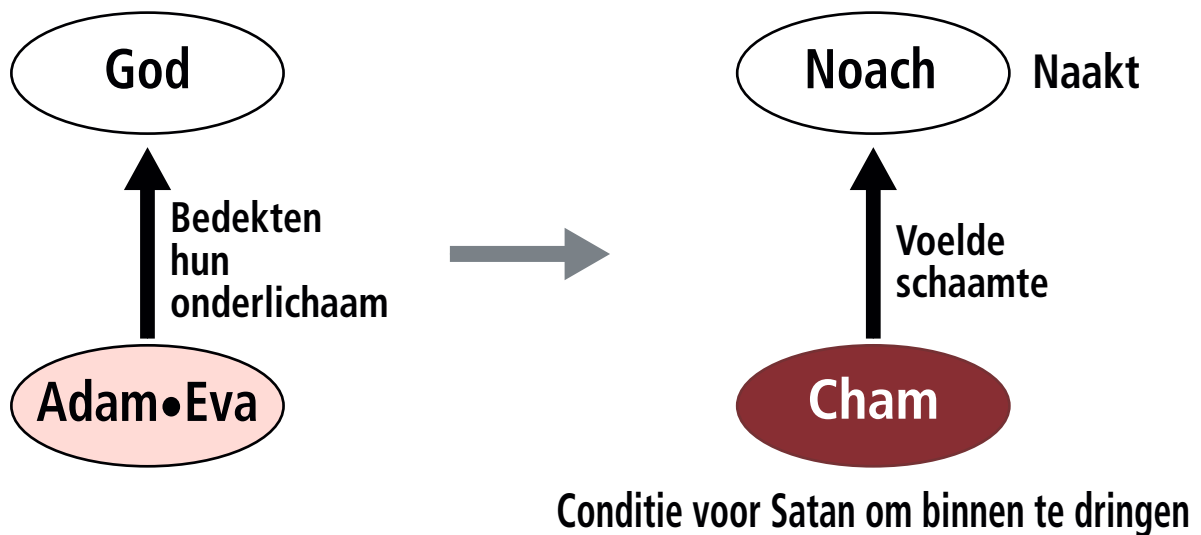 God
Bedekten
hun
onderlichaam
Adam•Eva
Noach
Naakt
Voelde
schaamte
Cham
Conditie voor Satan om binnen te dringen